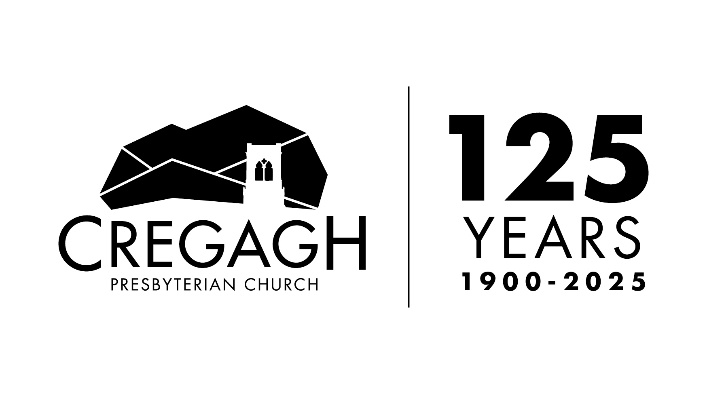 CREGAGH
PRESBYTERIAN CHURCH
125
YEARS
1900-2025